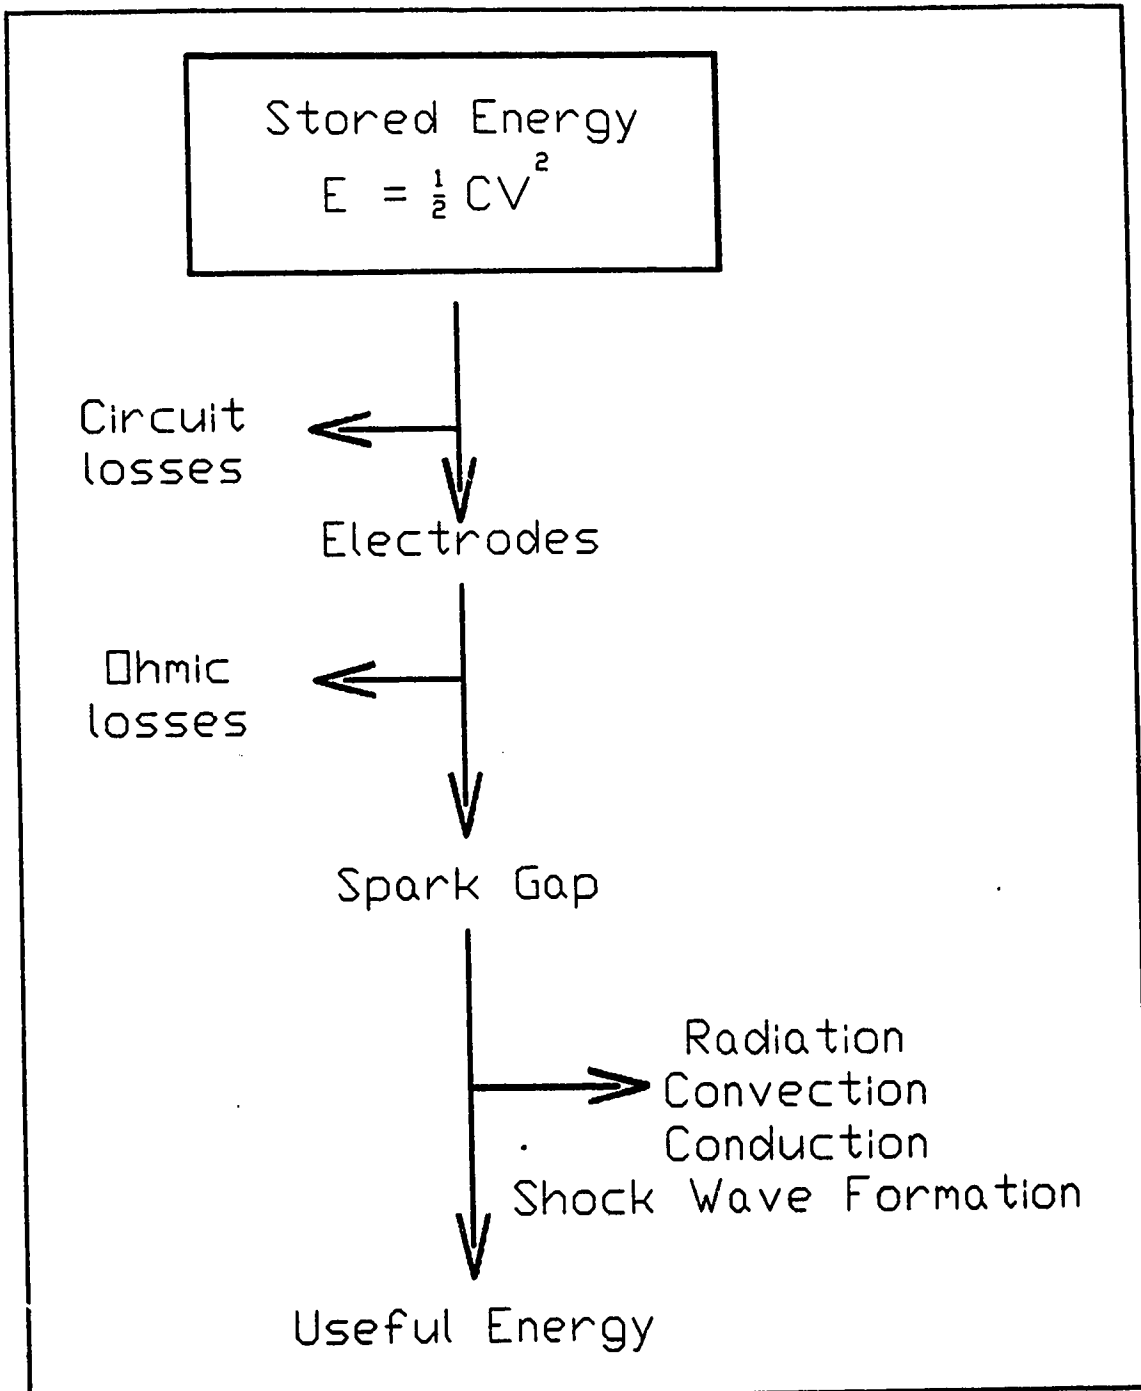 Stored Energy
E = ½ CV²
Circuit
losses
Electrodes
Ohmic
losses
Spark Gap
Radiation
Convection
Conduction
Shock Wave Formation
Useful Energy